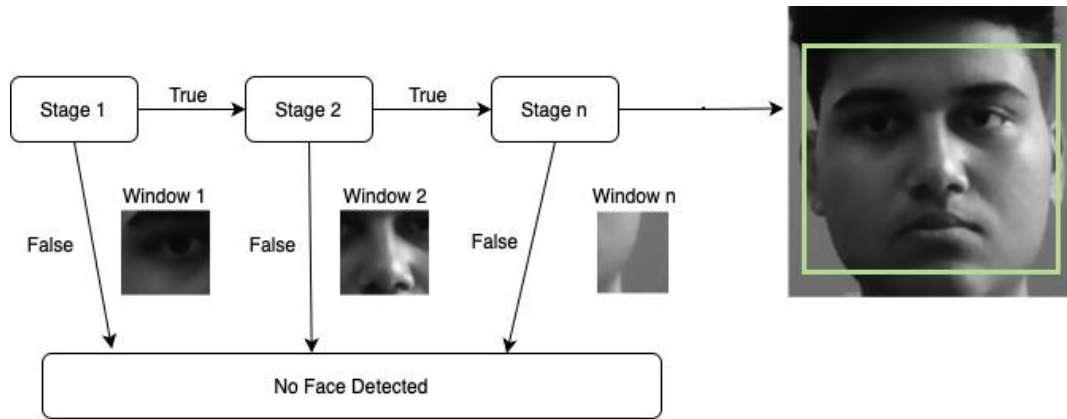 Stage 1
True
Stage 2
True
Stage n
Window 1
Window 2
Window n
False
False
False
No Face Detected